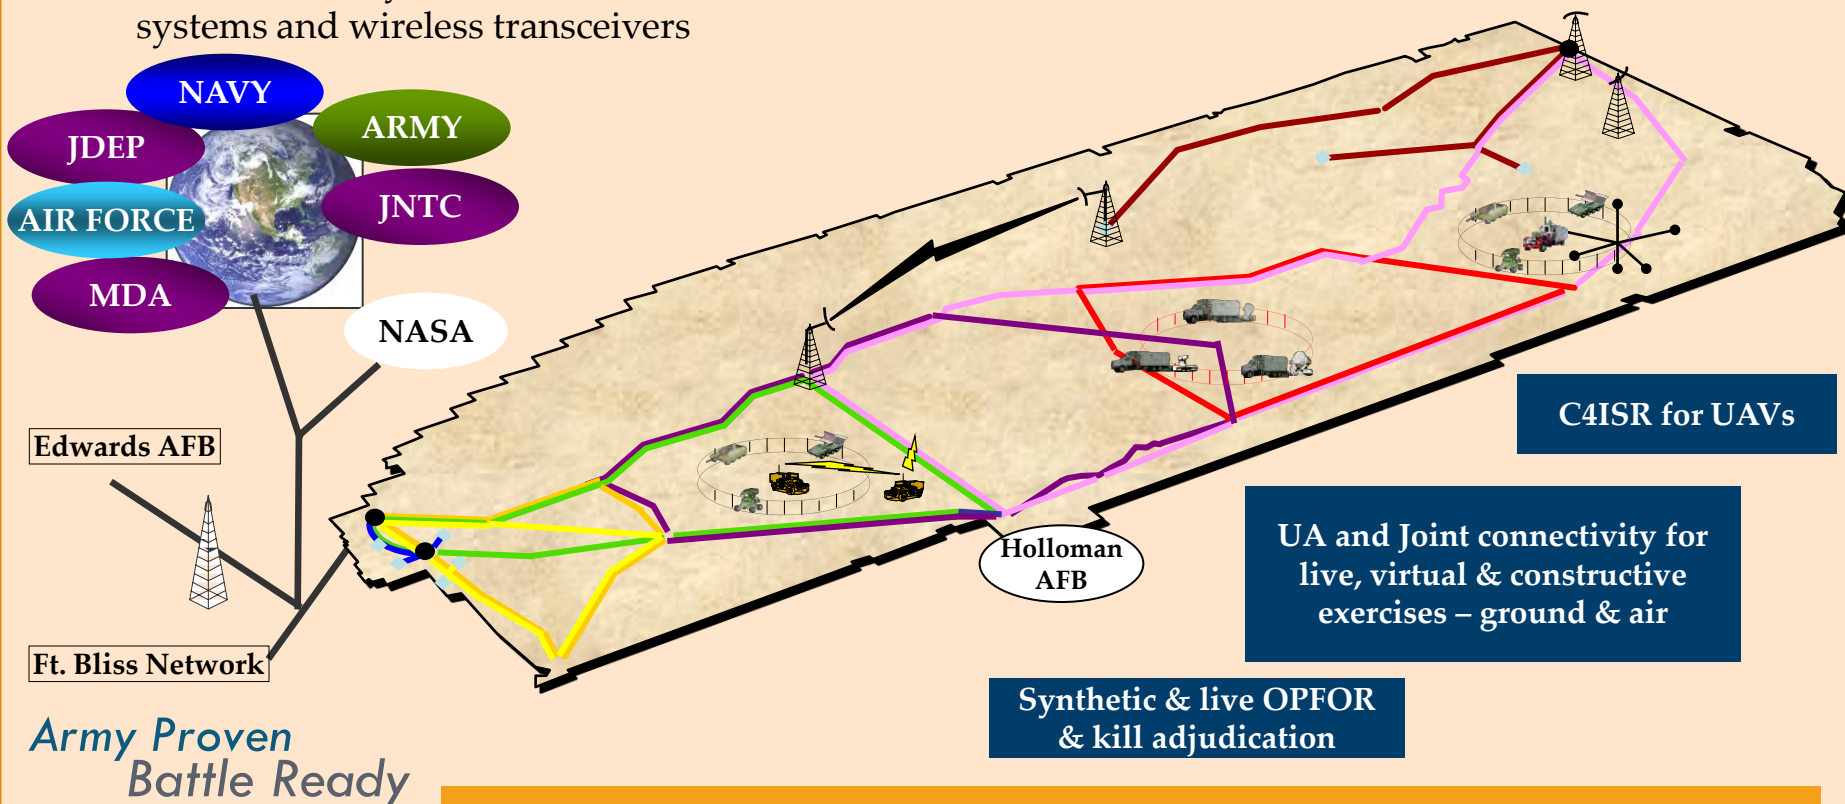 systems and wireless transceivers
NAVY
ARMY
JDEP
JNTC
AIR FORCE
MDA
NASA
Edwards AFB
Ft. Bliss Network
Holloman
AFB
C4ISR for UAVs
UA and Joint connectivity for
live, virtual & constructive
exercises – ground & air
Synthetic & live OPFOR
& kill adjudication
Army Proven
Battle Ready